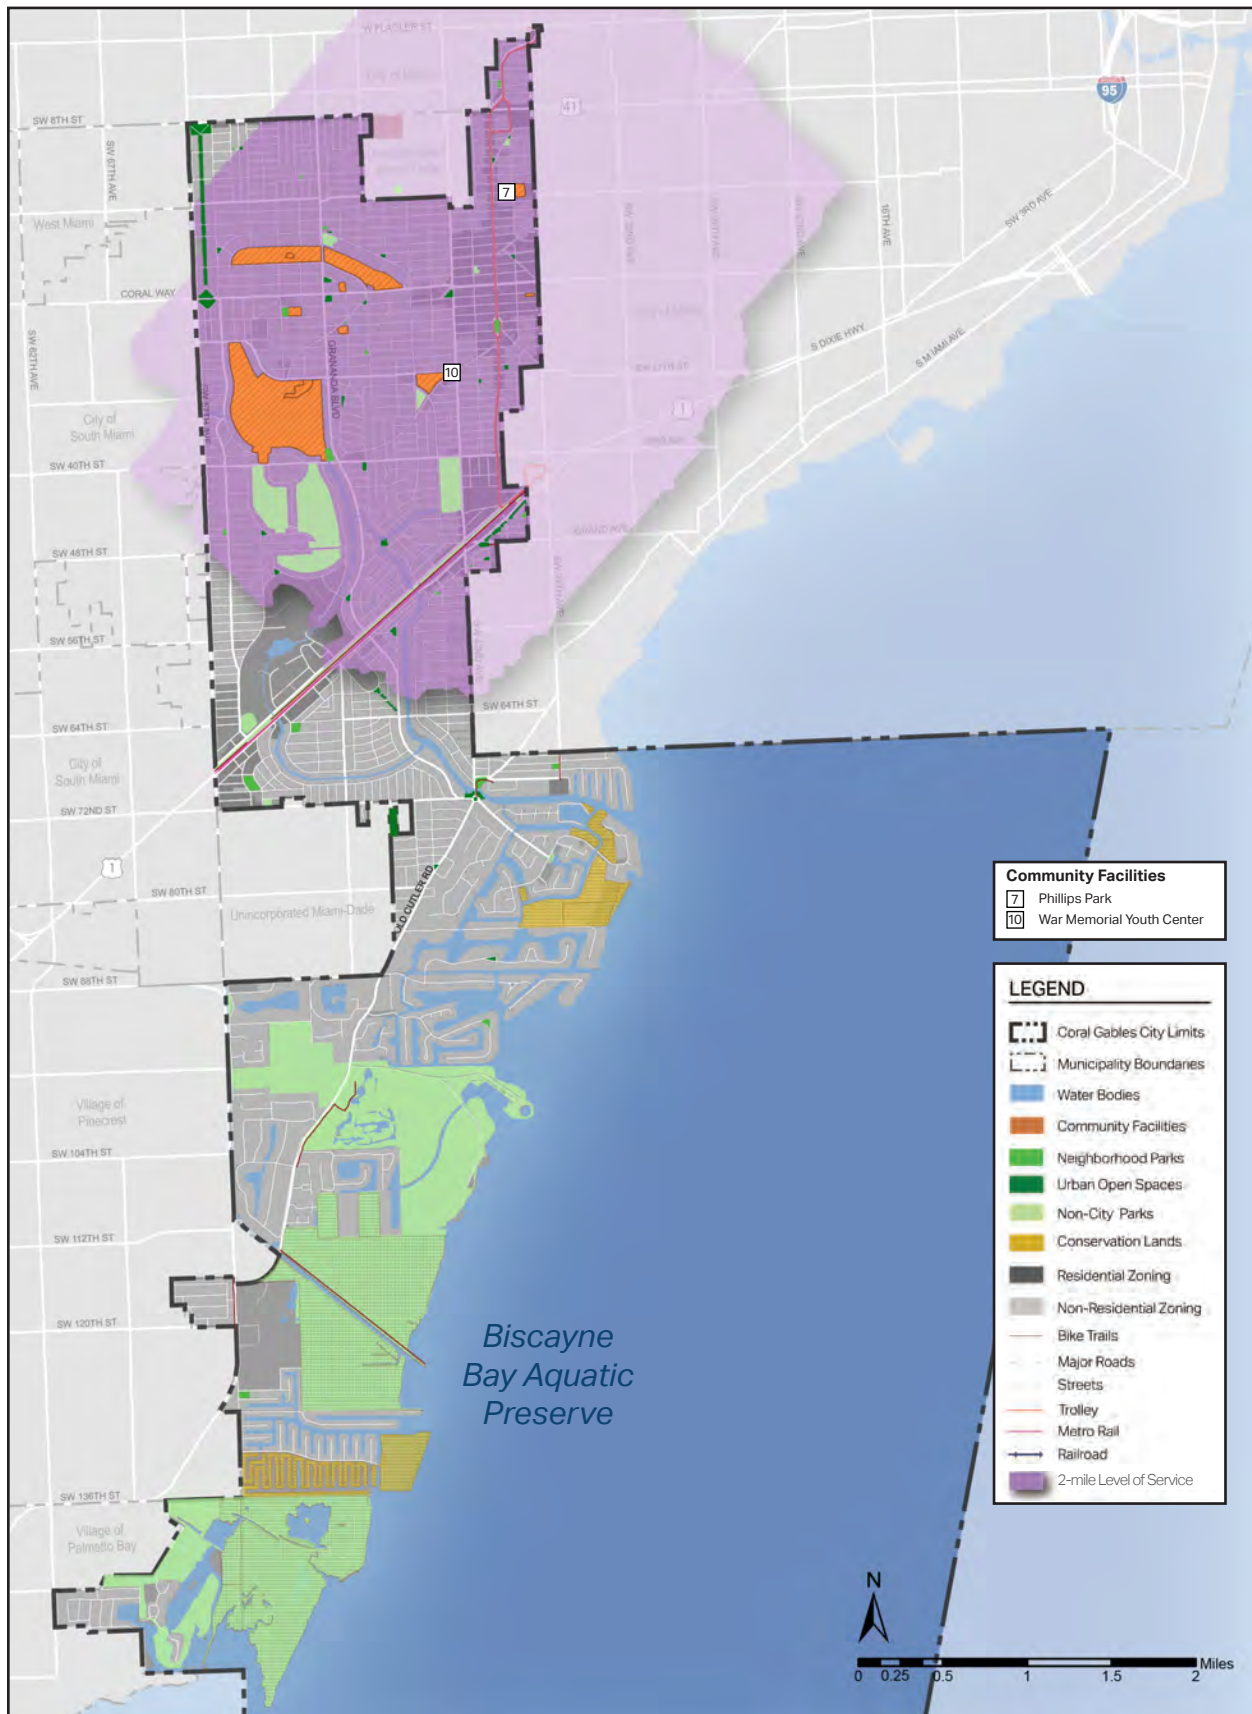 W FLAGLER ST
City of Miami
95
41
SW 8TH ST
SW 67TH AVE
7
16TH AVE
SW 3RD AVE
West Miami
CORAL WAY
S DIXIE HWY
S MIAMI AVE
SW 62TH AVE
GRANANDA BLVD
10
SW 57TH AVE
1
City of
South Miami
SW 40TH ST
GRAND AVE
SW 48TH ST
SW 56TH ST
SW 64TH ST
SW 64TH ST
City of
South Miami
SW 72ND ST
1
SW 80TH ST
OLD CUTLER RD
Unincorporated Miami-Dade
SW 88TH ST
Village of
Pinecrest
SW 104TH ST
SW 112TH ST
SW 120TH ST
Biscayne
Bay Aquatic
Preserve
SW 136TH ST
Village of
Palmetto Bay
Community Facilities
7 Phillips Park
10 War Memorial Youth Center
LEGEND
Coral Gables City Limits
Municipality Boundaries
Water Bodies
Community Facilities
Neighborhood Parks
Urban Open Spaces
Non-City Parks
Conservation Lands
Residential Zoning
Non-Residential Zoning
Bike Trails
Major Roads
Streets
Trolley
Metro Rail
Railroad
2-mile Level of Service
N
Miles
0 0.25 0.5 1 1.5 2